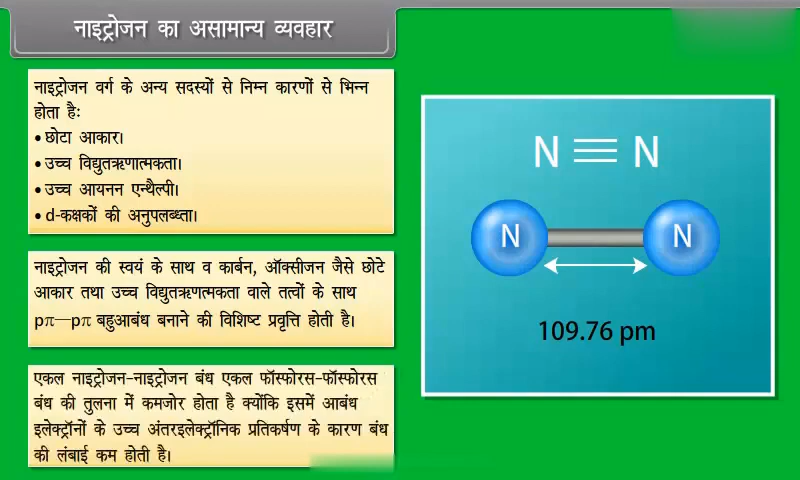 नाइट्रोजन का असामान्य व्यवहार
नाइट्रोजन वर्ग के अन्य सदस्यों से निम्न कारणों से भिन्न
होता है:
• छोटा आकार।
• उच्च विद्युतऋणात्मकता।
• उच्च आयनन एन्थैल्पी।
• d-कक्षकों की अनुपलब्ध्ता।
नाइट्रोजन की स्वयं के साथ व कार्बन, ऑक्सीजन जैसे छोटे
आकार तथा उच्च विद्युतऋणत्मकता वाले तत्वों के साथ
pπ—pπ बहुआबंध बनाने की विशिष्ट प्रवृत्ति होती है।
एकल नाइट्रोजन-नाइट्रोजन बंध एकल फॉस्फोरस-फॉस्फोरस
बंध की तुलना में कमजोर होता है क्योंकि इसमें आबंध
इलेक्ट्रॉनों के उच्च अंतरइलेक्ट्रॉनिक प्रतिकर्षण के कारण बंध
की लंबाई कम होती है।
N ≡ N
N N
109.76 pm